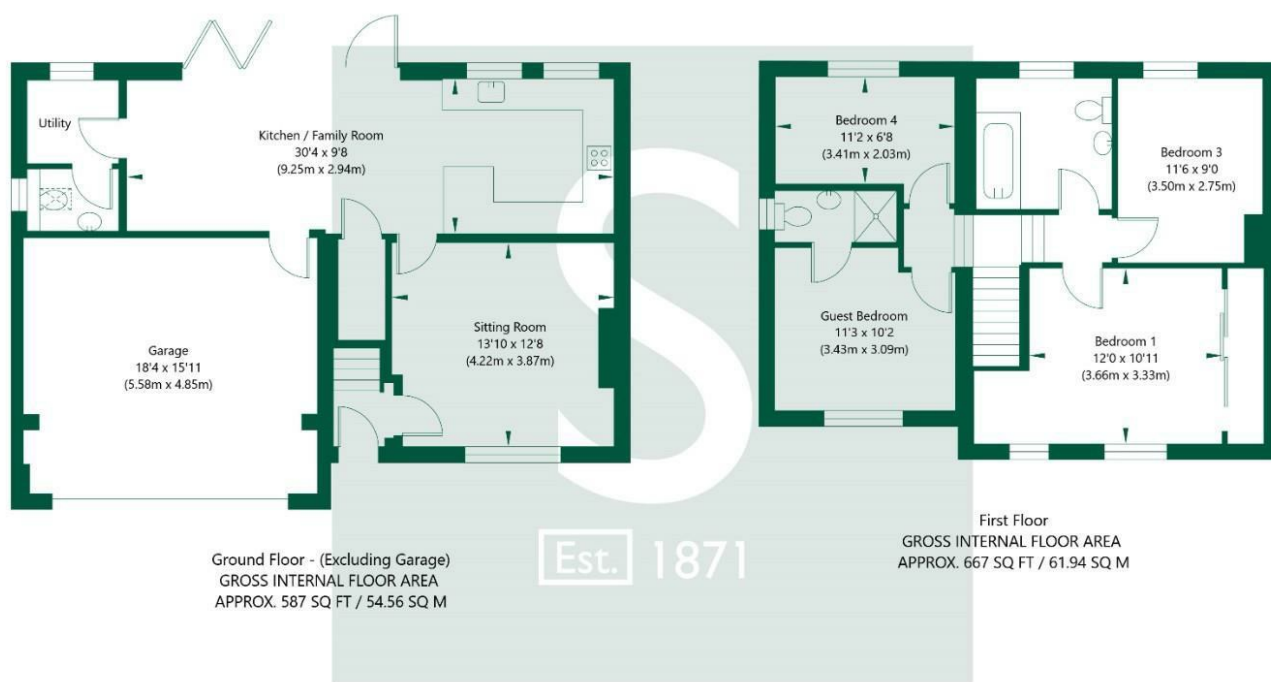 Utility
Kitchen / Family Room
30'4 x 9'8
(9.25m x 2.94m)
Garage
18'4 x 15'11
(5.58m x 4.85m)
Sitting Room
13'10 x 12'8
(4.22m x 3.87m)
Ground Floor - (Excluding Garage)
GROSS INTERNAL FLOOR AREA
APPROX. 587 SQ FT / 54.56 SQ M
Bedroom 4
11'2 x 6'8
(3.41m x 2.03m)
Bedroom 3
11'6 x 9'0
(3.50m x 2.75m)
Guest Bedroom
11'3 x 10'2
(3.43m x 3.09m)
Bedroom 1
12'0 x 10'11
(3.66m x 3.33m)
First Floor
GROSS INTERNAL FLOOR AREA
APPROX. 667 SQ FT / 61.94 SQ M
S
Est. 1871